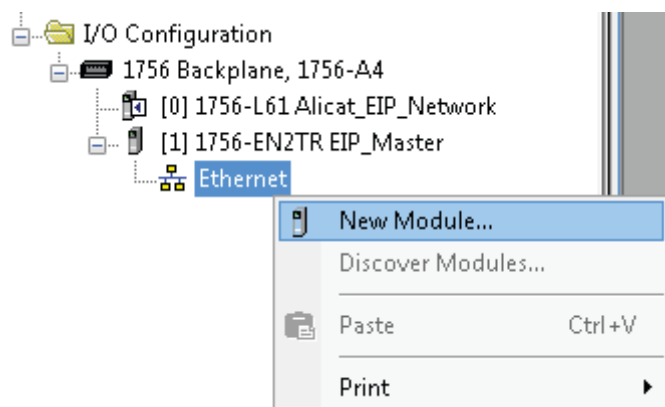 I/O Configuration
1756 Backplane, 1756-A4
[0] 1756-L61 Alicat_EIP_Network
[1] 1756-EN2TR EIP_Master
Ethernet
New Module...
Discover Modules...
Paste Ctrl+V
Print